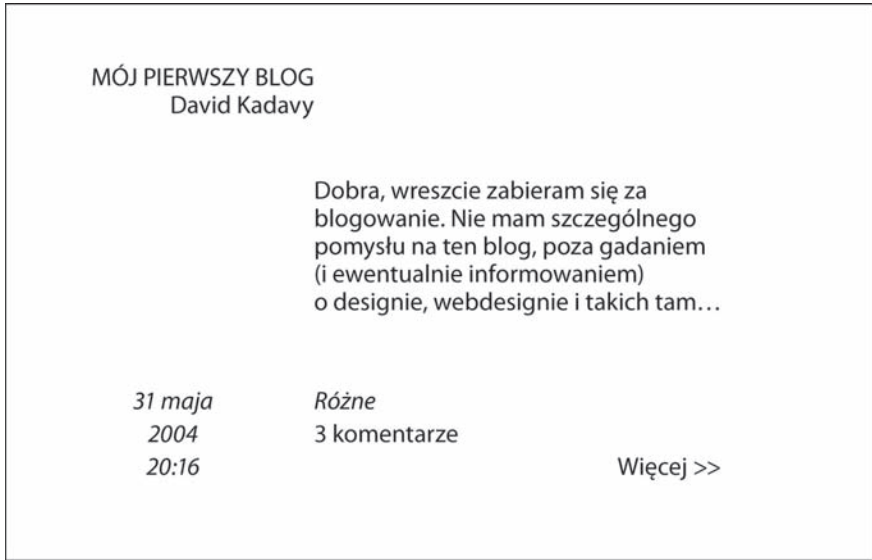 MÓJ PIERWSZY BLOG
David Kadavy
Dobra, wreszcie zabieram się za
blogowanie. Nie mam szczególnego
pomysłu na ten blog, poza gadaniem
(i ewentualnie informowaniem)
o designie, webdesignie i takich tam…
31 maja
2004
20:16
Różne
3 komentarze
Więcej >>